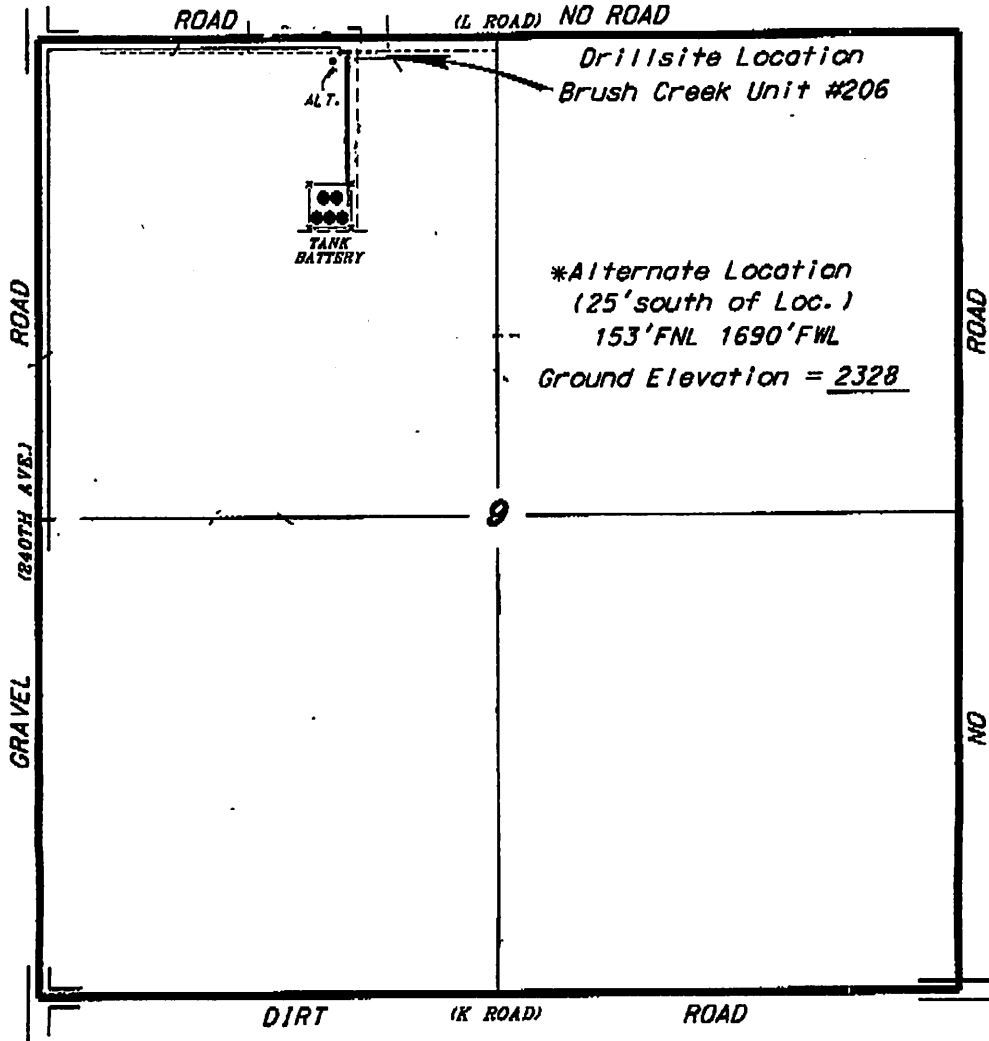 ROAD
(L ROAD) NO ROAD
Drillsite Location
Brush Creek Unit #206
ALT.
TANK
BATTERY
*Alternate Location
(25'south of Loc.)
153'FNL 1690'FWL
Ground Elevation = 2328
ROAD
ROAD
(840TH AVE.)
9
GRAVEL
NO
DIRT
(K ROAD)
ROAD